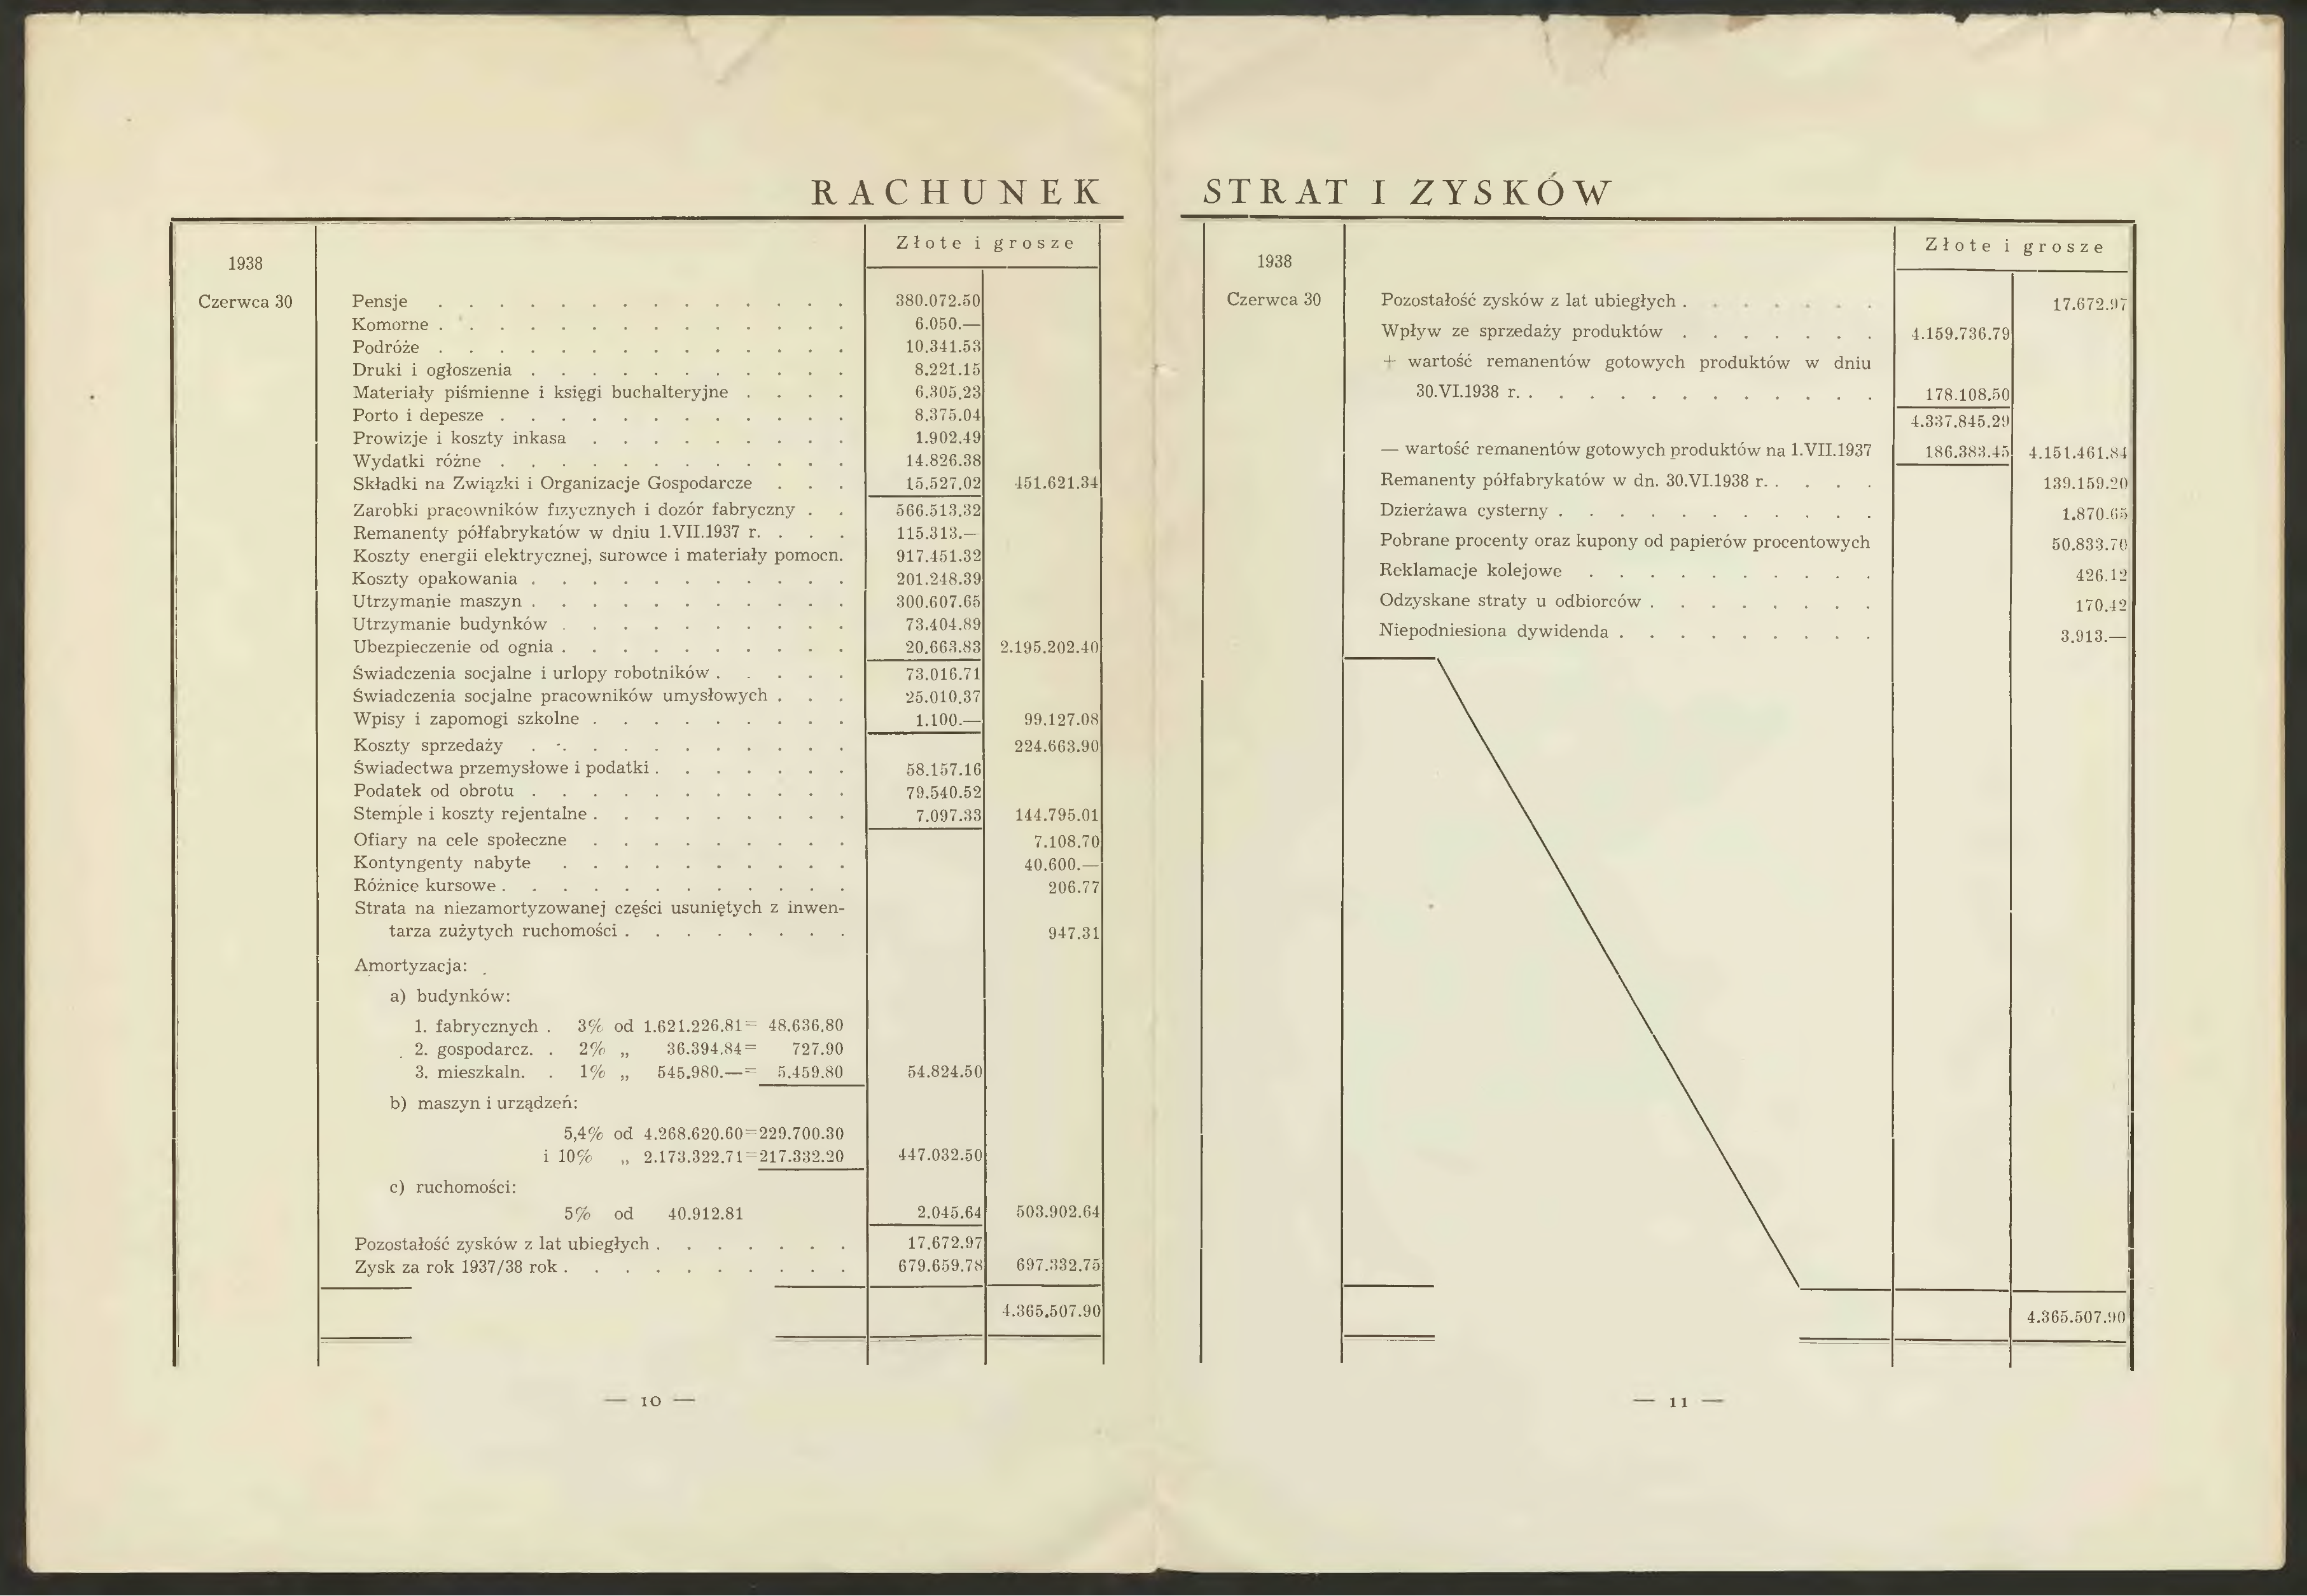 RACHUNEK
1938
Złote i grosze
Czerwca 30 Pensje . . . . . . . . . . . . . . 380.072.50
Komorne . . . . . . . . . . . . . . 6.050.—
Podróże . . . . . . . . . . . . . . 10.341.53
Druki i ogłoszenia . . . . . . . . . . . 8.221.15
Materiały piśmienne i księgi buchalteryjne . . . . 6.305.23
Porto i depesze . . . . . . . . . . . . 8.375.04
Prowizje i koszty inkasa . . . . . . . . . 1.902.49
Wydatki różne . . . . . . . . . . . . 14.826.38
Składki na Związki i Organizacje Gospodarcze . . . 15.527.02 451.621.34
Zarobki pracowników fizycznych i dozór fabryczny . . 566.513.32
Remanenty półfabrykatów w dniu 1.VII.1937 r. . . . 115.313.—
Koszty energii elektrycznej, surowce i materiały pomocn. 917.451.32
Koszty opakowania . . . . . . . . . . . 201.248.39
Utrzymanie maszyn . . . . . . . . . . . 300.607.65
Utrzymanie budynków . . . . . . . . . . 73.404.89
Ubezpieczenie od ognia . . . . . . . . . . 20.663.83 2.195.202.40
Świadczenia socjalne i urlopy robotników . . . . . 73.016.71
Świadczenia socjalne pracowników umysłowych . . . 25.010.37
Wpisy i zapomogi szkolne . . . . . . . . . 1.100.— 99.127.08
Koszty sprzedaży . . . . . . . . . . . 224.663.90
Świadectwa przemysłowe i podatki . . . . . . . 58.157.16
Podatek od obrotu . . . . . . . . . . . 79.540.52
Stemple i koszty rejentalne . . . . . . . . . 7.097.33 144.795.01
Ofiary na cele społeczne . . . . . . . . . 7.108.70
Kontyngenty nabyte . . . . . . . . . . 40.600.—
Różnice kursowe . . . . . . . . . . . . 206.77
Strata na niezamortyzowanej części usuniętych z inwen-
tarza zużytych ruchomości . . . . . . . . 947.31
Amortyzacja:
a) budynków:
1. fabrycznych . 3% od 1.621.226.81= 48.636.80
2. gospodarcz. . 2% „ 36.394.84= 727.90
3. mieszkaln. . 1% „ 545.980.—= 5.459.80 54.824.50
b) maszyn i urządzeń:
5,4% od 4.268.620.60=229.700.30
i 10% „ 2.173.322.71=217.332.20 447.032.50
c) ruchomości:
5% od 40.912.81 2.045.64 503.902.64
Pozostałość zysków z lat ubiegłych . . . . . . . 17.672.97
Zysk za rok 1937/38 rok . . . . . . . . . . 679.659.78 697.332.75
4.365.507.90
— 10 —
STRAT I ZYSKÓW
1938
Złote i grosze
Czerwca 30 Pozostałość zysków z lat ubiegłych . . . . . . . 17.672.97
Wpływ ze sprzedaży produktów . . . . . . . 4.159.736.79
+ wartość remanentów gotowych produktów w dniu
30.VI.1938 r. . . . . . . . . . . . . 178.108.50
4.337.845.29
— wartość remanentów gotowych produktów na 1.VII.1937 186.383.45 4.151.461.84
Remanenty półfabrykatów w dn. 30.VI.1938 r. . . . . 139.159.20
Dzierżawa cysterny . . . . . . . . . . . 1.870.65
Pobrane procenty oraz kupony od papierów procentowych 50.833.70
Reklamacje kolejowe . . . . . . . . . . 426.12
Odzyskane straty u odbiorców . . . . . . . . 170.42
Niepodniesiona dywidenda . . . . . . . . . 3.913.—
4.365.507.90
— 11 —